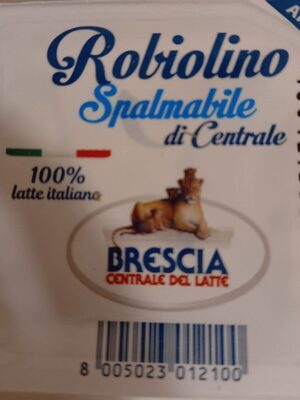 Robiolino
Spalmabile
di Centrale
100%
latte italiano
BRESCIA
CENTRALE DEL LATTE
8 005023 012100